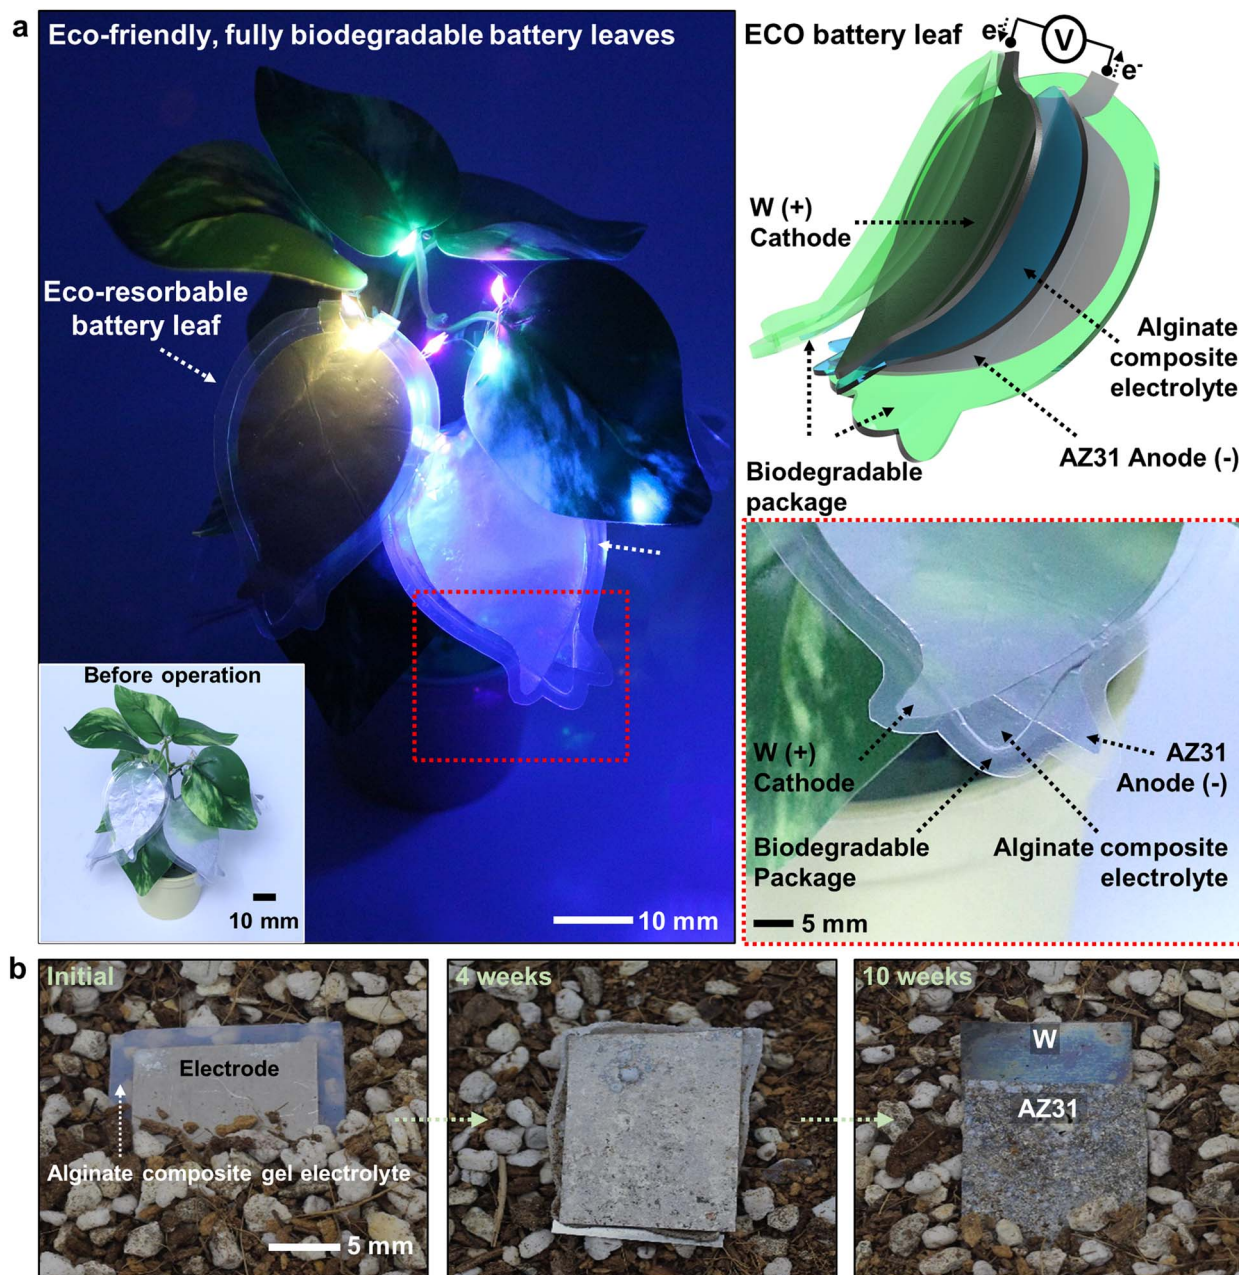 a
Eco-friendly, fully biodegradable battery leaves
Eco-resorbable
battery leaf
Before operation
10 mm
10 mm
ECO battery leaf
e-
V
e-
W (+)
Cathode
Alginate
composite
electrolyte
AZ31 Anode (-)
Biodegradable
package
W (+)
Cathode
AZ31
Anode (-)
Biodegradable
Package
Alginate composite
electrolyte
5 mm
b
Initial
Electrode
Alginate composite gel electrolyte
5 mm
4 weeks
10 weeks
W
AZ31